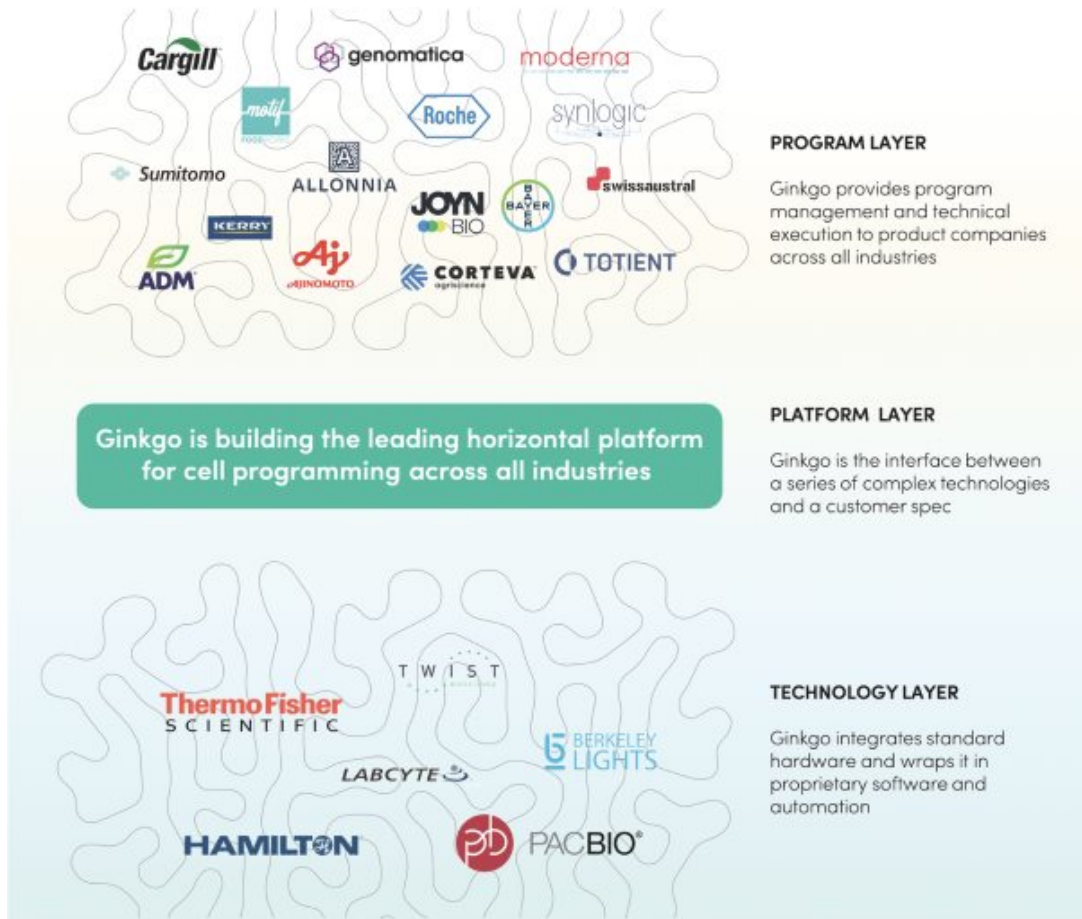 Cargill
genomatica
moderna
motif
FOODWORKS
Roche
synlogic
A
Sumitomo
ALLONNIA
JOYN
BIO
BAYER
BAYER
swissaustral
KERRY
ADM
Aj
AJINOMOTO
CORTEVA
agriscience
TOTIENT
PROGRAM LAYER
Ginkgo provides program
management and technical
execution to product companies
across all industries
Ginkgo is building the leading horizontal platform
for cell programming across all industries
PLATFORM LAYER
Ginkgo is the interface between
a series of complex technologies
and a customer spec
TWIST
ThermoFisher
SCIENTIFIC
BERKELEY
LIGHTS
LABCYTE
HAMILTON
pb
PACBIO®
TECHNOLOGY LAYER
Ginkgo integrates standard
hardware and wraps it in
proprietary software and
automation